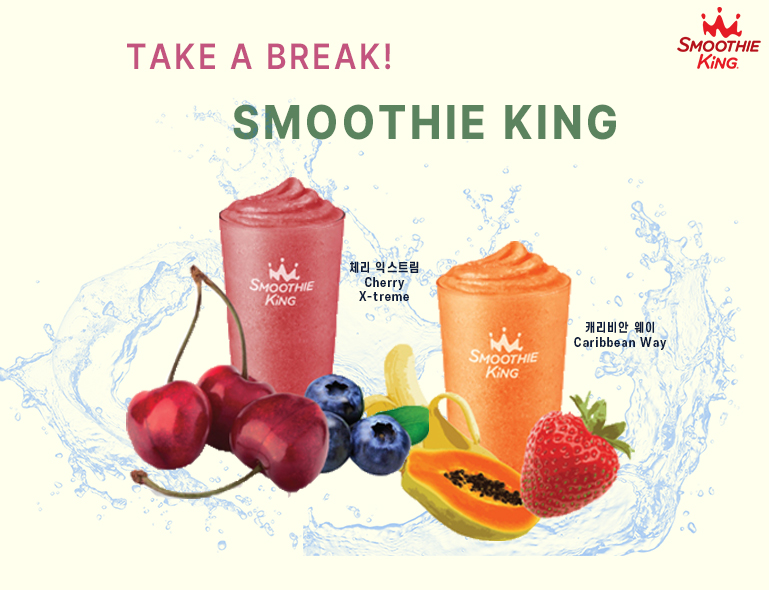 TAKE A BREAK!
SMOOTHIE KING
SMOOTHIE
KING
SMOOTHIE
KING
체리 익스트림
Cherry
X-treme
SMOOTHIE
KING
캐리비안 웨이
Caribbean Way